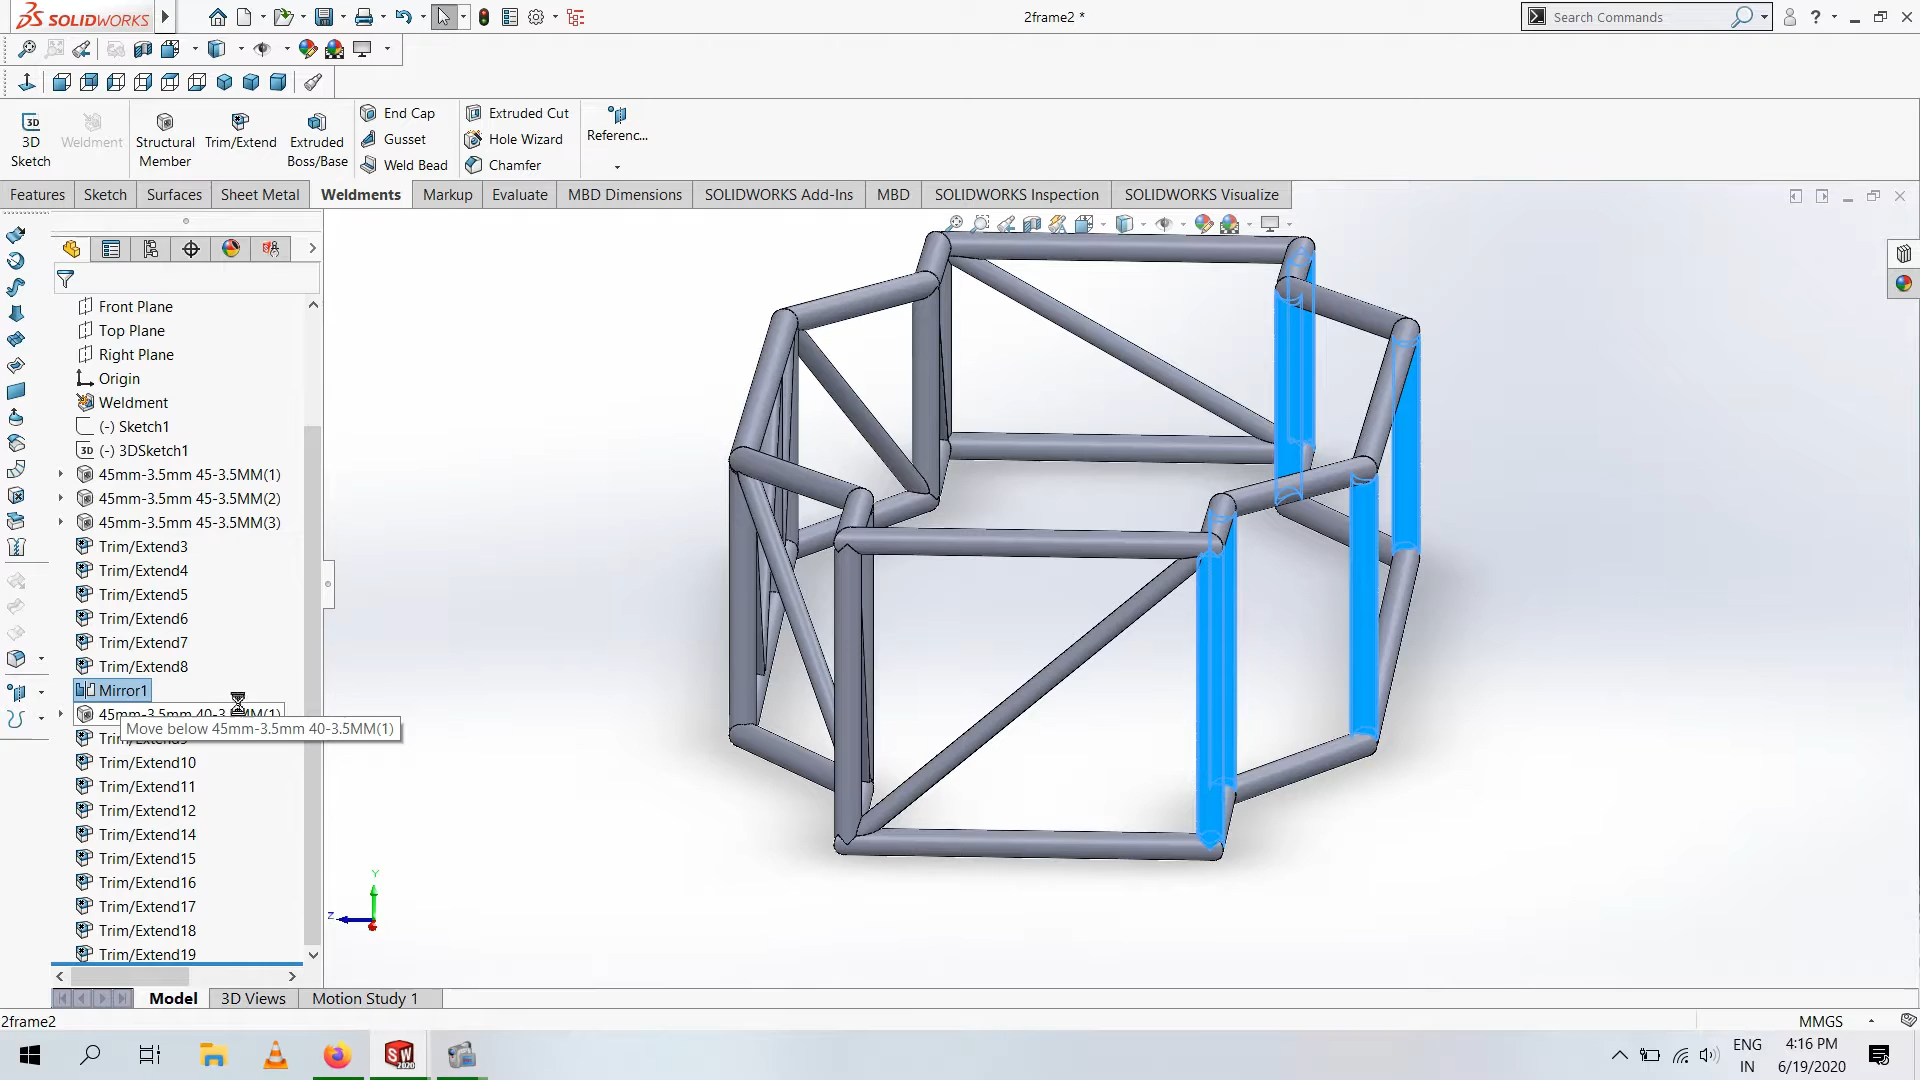 SOLIDWORKS
2frame2 *
Search Commands
3D Sketch
Weldment
Structural Member
Trim/Extend
Extruded Boss/Base
End Cap
Gusset
Weld Bead
Extruded Cut
Hole Wizard
Chamfer
Referenc...
Features
Sketch
Surfaces
Sheet Metal
Weldments
Markup
Evaluate
MBD Dimensions
SOLIDWORKS Add-Ins
MBD
SOLIDWORKS Inspection
SOLIDWORKS Visualize
Front Plane
Top Plane
Right Plane
Origin
Weldment
(-) Sketch1
3D (-) 3DSketch1
45mm-3.5mm 45-3.5MM(1)
45mm-3.5mm 45-3.5MM(2)
45mm-3.5mm 45-3.5MM(3)
Trim/Extend3
Trim/Extend4
Trim/Extend5
Trim/Extend6
Trim/Extend7
Trim/Extend8
Mirror1
Move below 45mm-3.5mm 40-3.5MM(1)
Trim/Extend10
Trim/Extend11
Trim/Extend12
Trim/Extend14
Trim/Extend15
Trim/Extend16
Trim/Extend17
Trim/Extend18
Trim/Extend19
Y
Z
Model
3D Views
Motion Study 1
2frame2
MMGS
SW
2020
ENG
IN
4:16 PM
6/19/2020